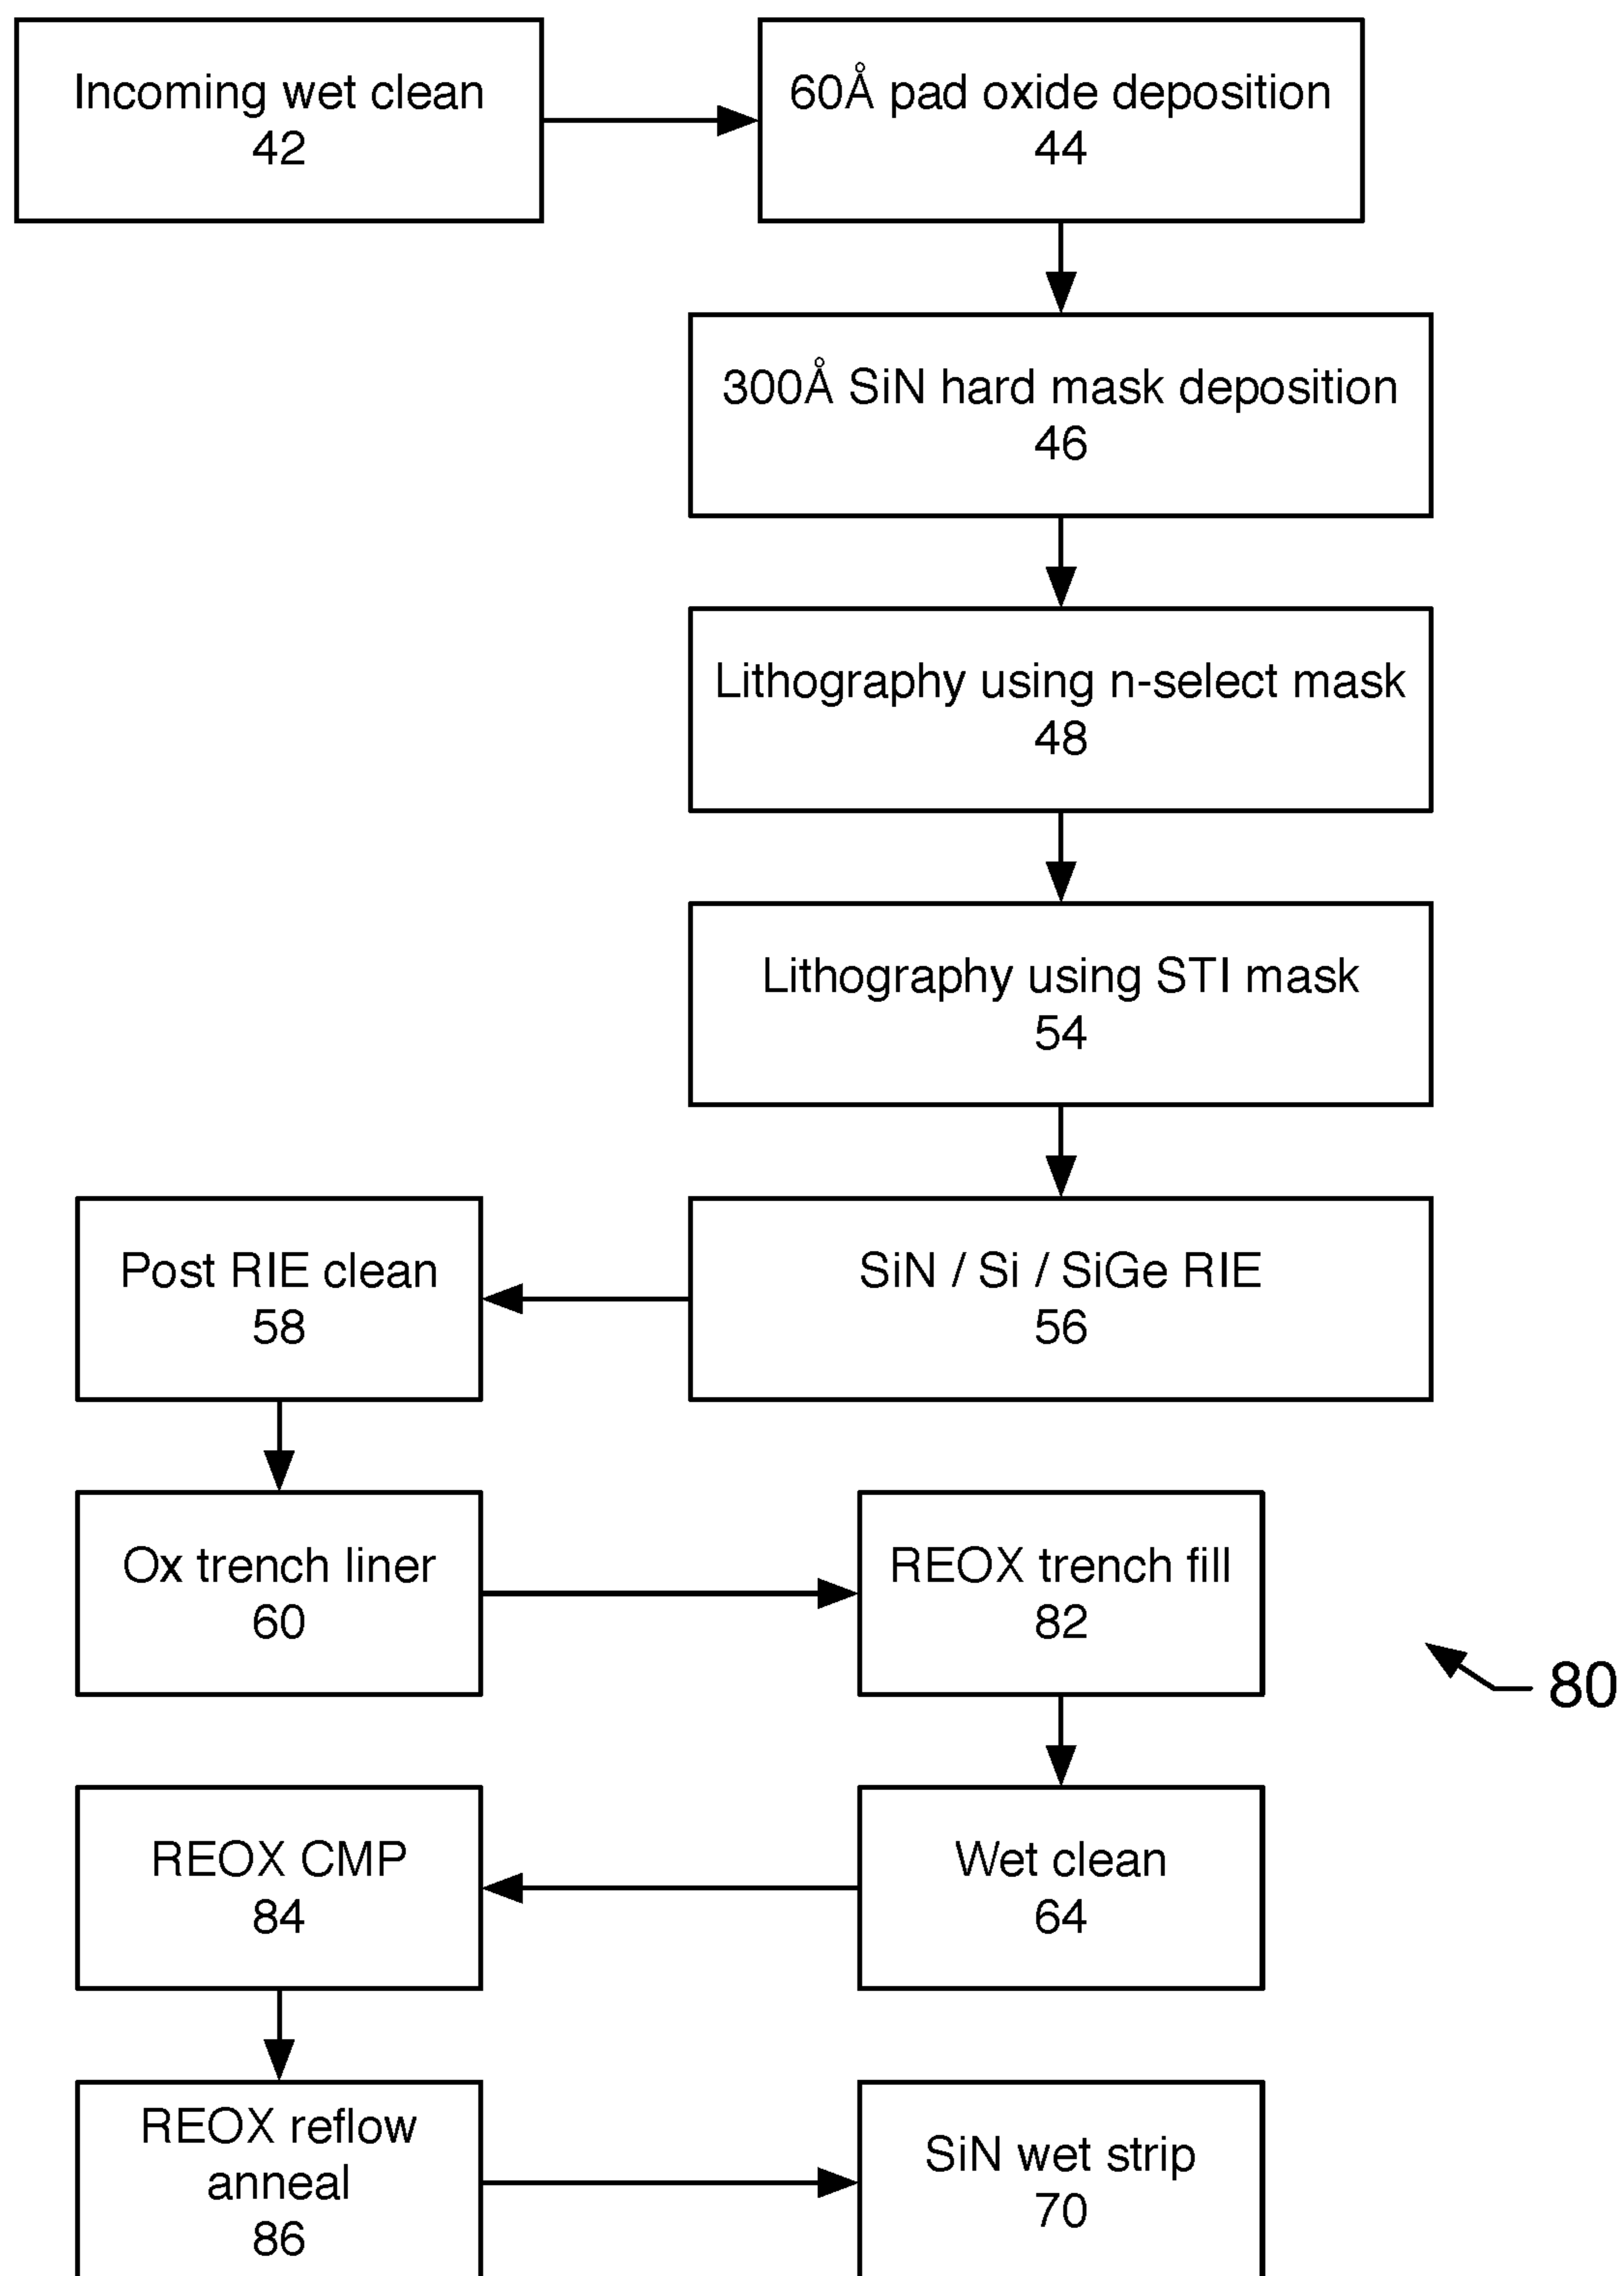 Incoming wet clean
42
60Å pad oxide deposition
44
300Å SiN hard mask deposition
46
Lithography using n-select mask
48
Lithography using STI mask
54
SiN / Si / SiGe RIE
56
Post RIE clean
58
Ox trench liner
60
REOX trench fill
82
80
Wet clean
64
REOX CMP
84
REOX reflow
anneal
86
SiN wet strip
70